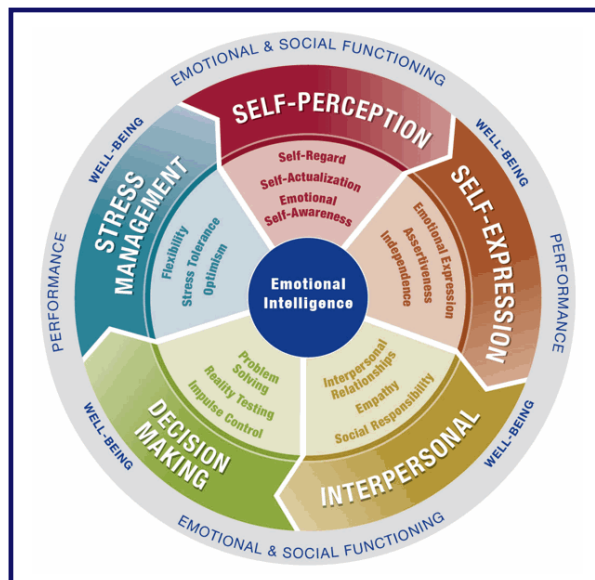 EMOTIONAL & SOCIAL FUNCTIONING
WELL-BEING
WELL-BEING
PERFORMANCE
PERFORMANCE
WELL-BEING
WELL-BEING
EMOTIONAL & SOCIAL FUNCTIONING
SELF-PERCEPTION
Self-Regard
Self-Actualization
Emotional
Self-Awareness
SELF-EXPRESSION
Emotional Expression
Assertiveness
Independence
INTERPERSONAL
Interpersonal
Relationships
Empathy
Social Responsibility
DECISION
MAKING
Problem
Solving
Reality Testing
Impulse Control
STRESS
MANAGEMENT
Flexibility
Stress Tolerance
Optimism
Emotional
Intelligence